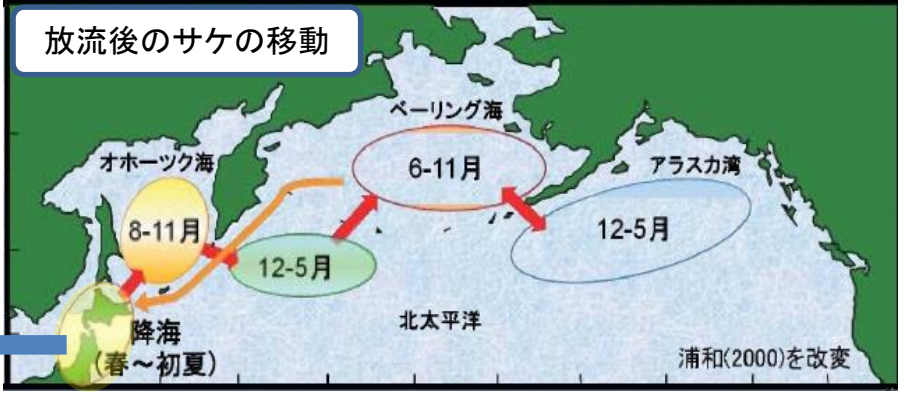 放流後のサケの移動
ベーリング海
オホーツク海
6-11月
アラスカ湾
8-11月
12-5月
12-5月
北太平洋
降海
(春～初夏)
浦和(2000)を改変